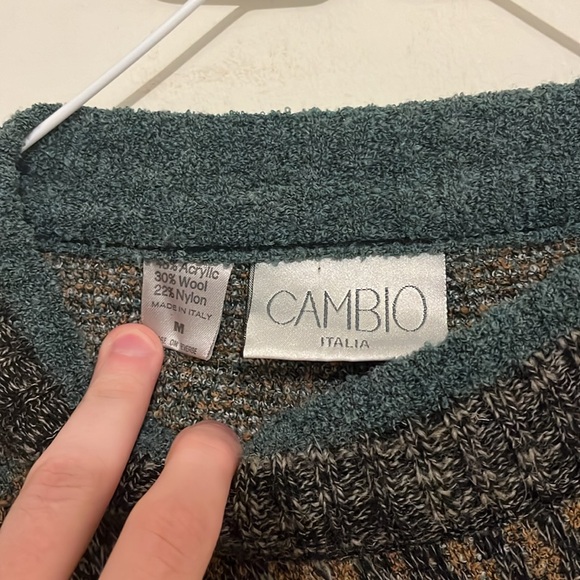 Acrylic
30% Wool
22% Nylon
MADE IN ITALY
M
CAMBIO
ITALIA